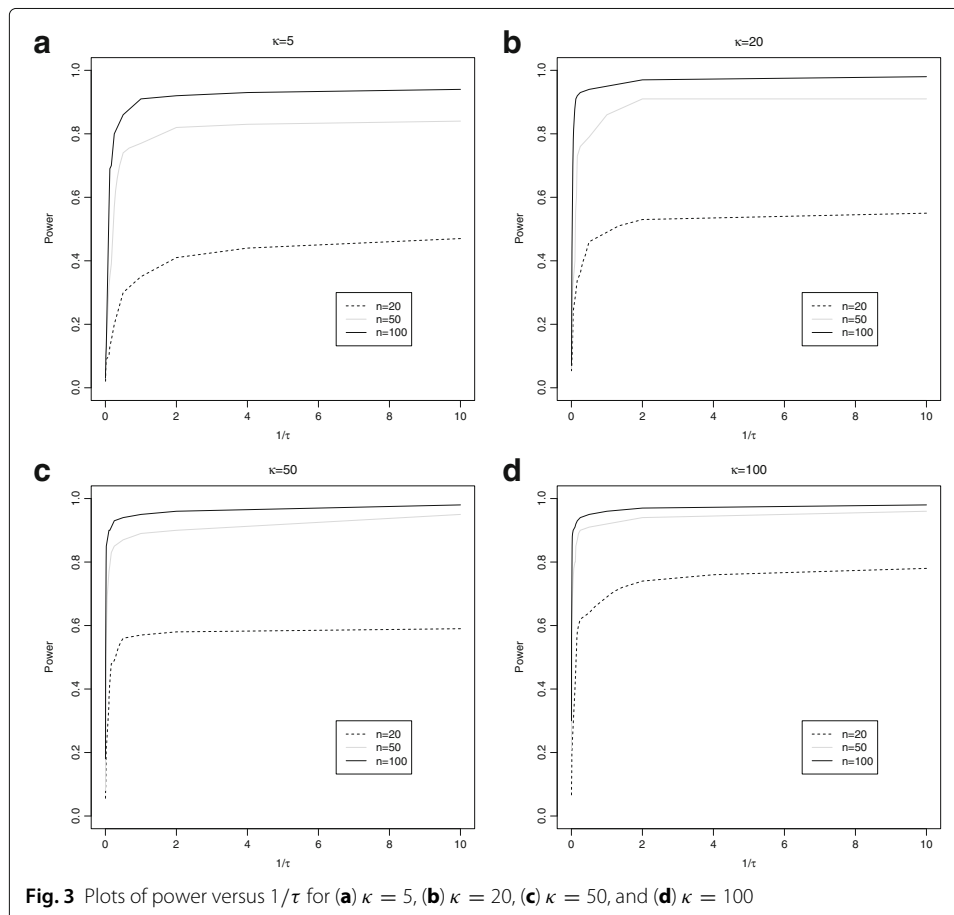 a
κ=5
Power
0.0 0.2 0.4 0.6 0.8 1.0
n=20
n=50
n=100
0 2 4 6 8 10
1/τ
b
κ=20
Power
0.0 0.2 0.4 0.6 0.8 1.0
n=20
n=50
n=100
0 2 4 6 8 10
1/τ
c
κ=50
Power
0.0 0.2 0.4 0.6 0.8 1.0
n=20
n=50
n=100
0 2 4 6 8 10
1/τ
d
κ=100
Power
0.0 0.2 0.4 0.6 0.8 1.0
n=20
n=50
n=100
0 2 4 6 8 10
1/τ
Fig. 3 Plots of power versus 1/τ for (a) κ = 5, (b) κ = 20, (c) κ = 50, and (d) κ = 100